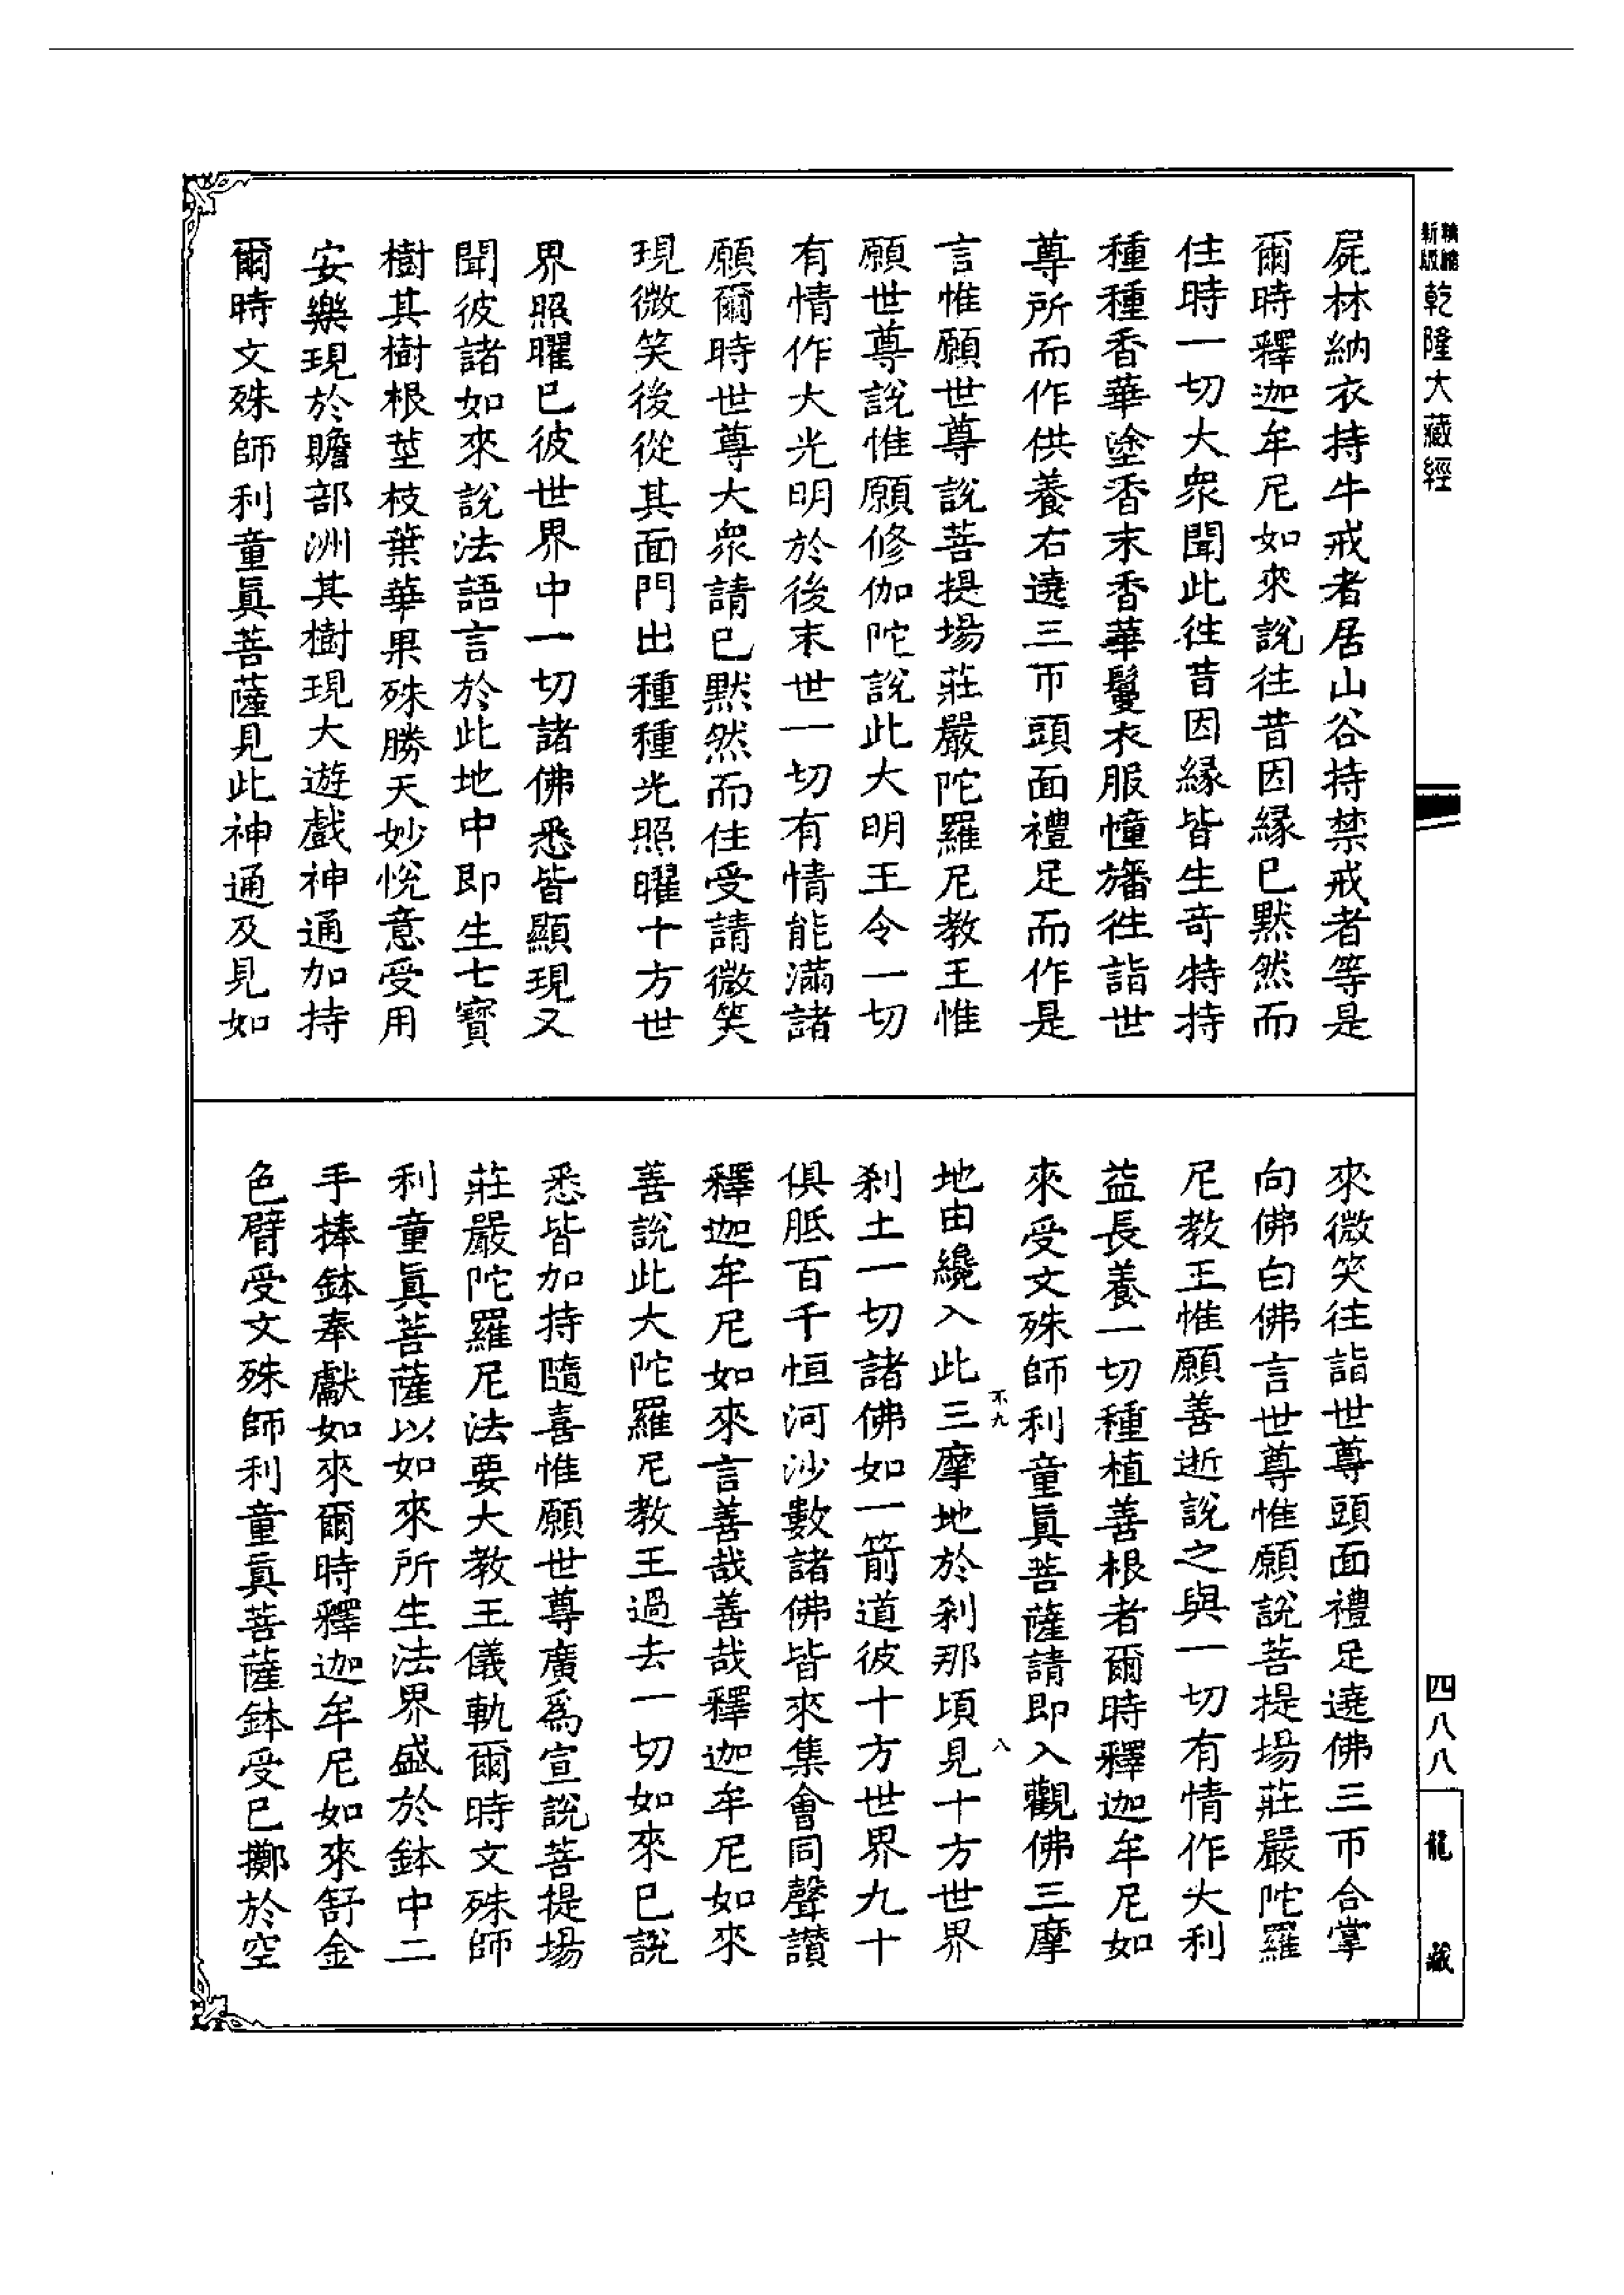 新版精縮乾隆大藏經
屍林納衣持牛戒者居山谷持禁戒者等是
爾時釋迦牟尼如來說往昔因緣已默然而
住時一切大衆聞此徃昔因緣皆生竒特持
種種香華塗香末香華鬘衣服幢旛徃詣世
尊所而作供養右遶三帀頭面禮足而作是
言惟願世尊說菩提場莊嚴陀羅尼教王惟
願世尊說惟願修伽陀說此大明王令一切
有情作大光明於後末世一切有情能滿諸
願爾時世尊大衆請已默然而住受請微笑
現微笑後從其面門出種種光照曜十方世
界照曜已彼世界中一切諸佛悉皆顯現又
聞彼諸如來說法語言於此地中即生七寶
樹其樹根莖枝葉華果殊勝天妙悅意受用
安樂現於贍部洲其樹現大遊戲神通加持
爾時文殊師利童眞菩薩見此神通及見如
來微笑往詣世尊頭面禮足遶佛三帀合掌
向佛白佛言世尊惟願說菩提場莊嚴陀羅
尼教王惟願善逝說之與一切有情作大利
益長養一切種植善根者爾時釋迦牟尼如
來受文殊師利童眞菩薩請即入觀佛三摩
不九
八
地由纔入此三摩地於剎那頃見十方世界
剎土一切諸佛如一箭道彼十方世界九十
俱胝百千恒河沙數諸佛皆來集會同聲讚
釋迦牟尼如來言善哉善哉釋迦牟尼如來
善說此大陀羅尼教王過去一切如來已說
悉皆加持隨喜惟願世尊廣爲宣說菩提場
莊嚴陀羅尼法要大教王儀軌爾時文殊師
利童眞菩薩以如來所生法界盛於鉢中二
手捧鉢奉獻如來爾時釋迦牟尼如來舒金
色臂受文殊師利童眞菩薩鉢受已擲於空
四八八
龍藏